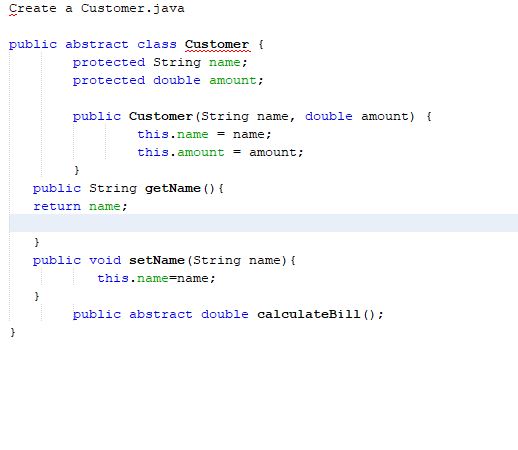 Create a Customer.java
public abstract class Customer {
protected String name;
protected double amount;
public Customer(String name, double amount) {
this.name = name;
this.amount = amount;
}
public String getName(){
return name;
}
public void setName(String name){
this.name=name;
}
public abstract double calculateBill();
}